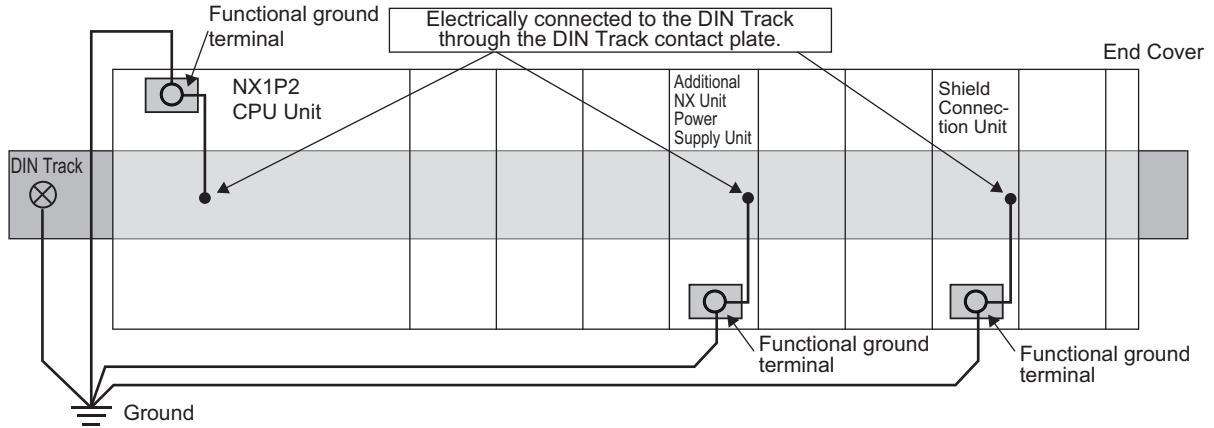 Functional ground
terminal
Electrically connected to the DIN Track
through the DIN Track contact plate.
End Cover
NX1P2
CPU Unit
Additional
NX Unit
Power
Supply Unit
Shield
Connec-
tion Unit
DIN Track
Functional ground
terminal
Functional ground
terminal
Ground